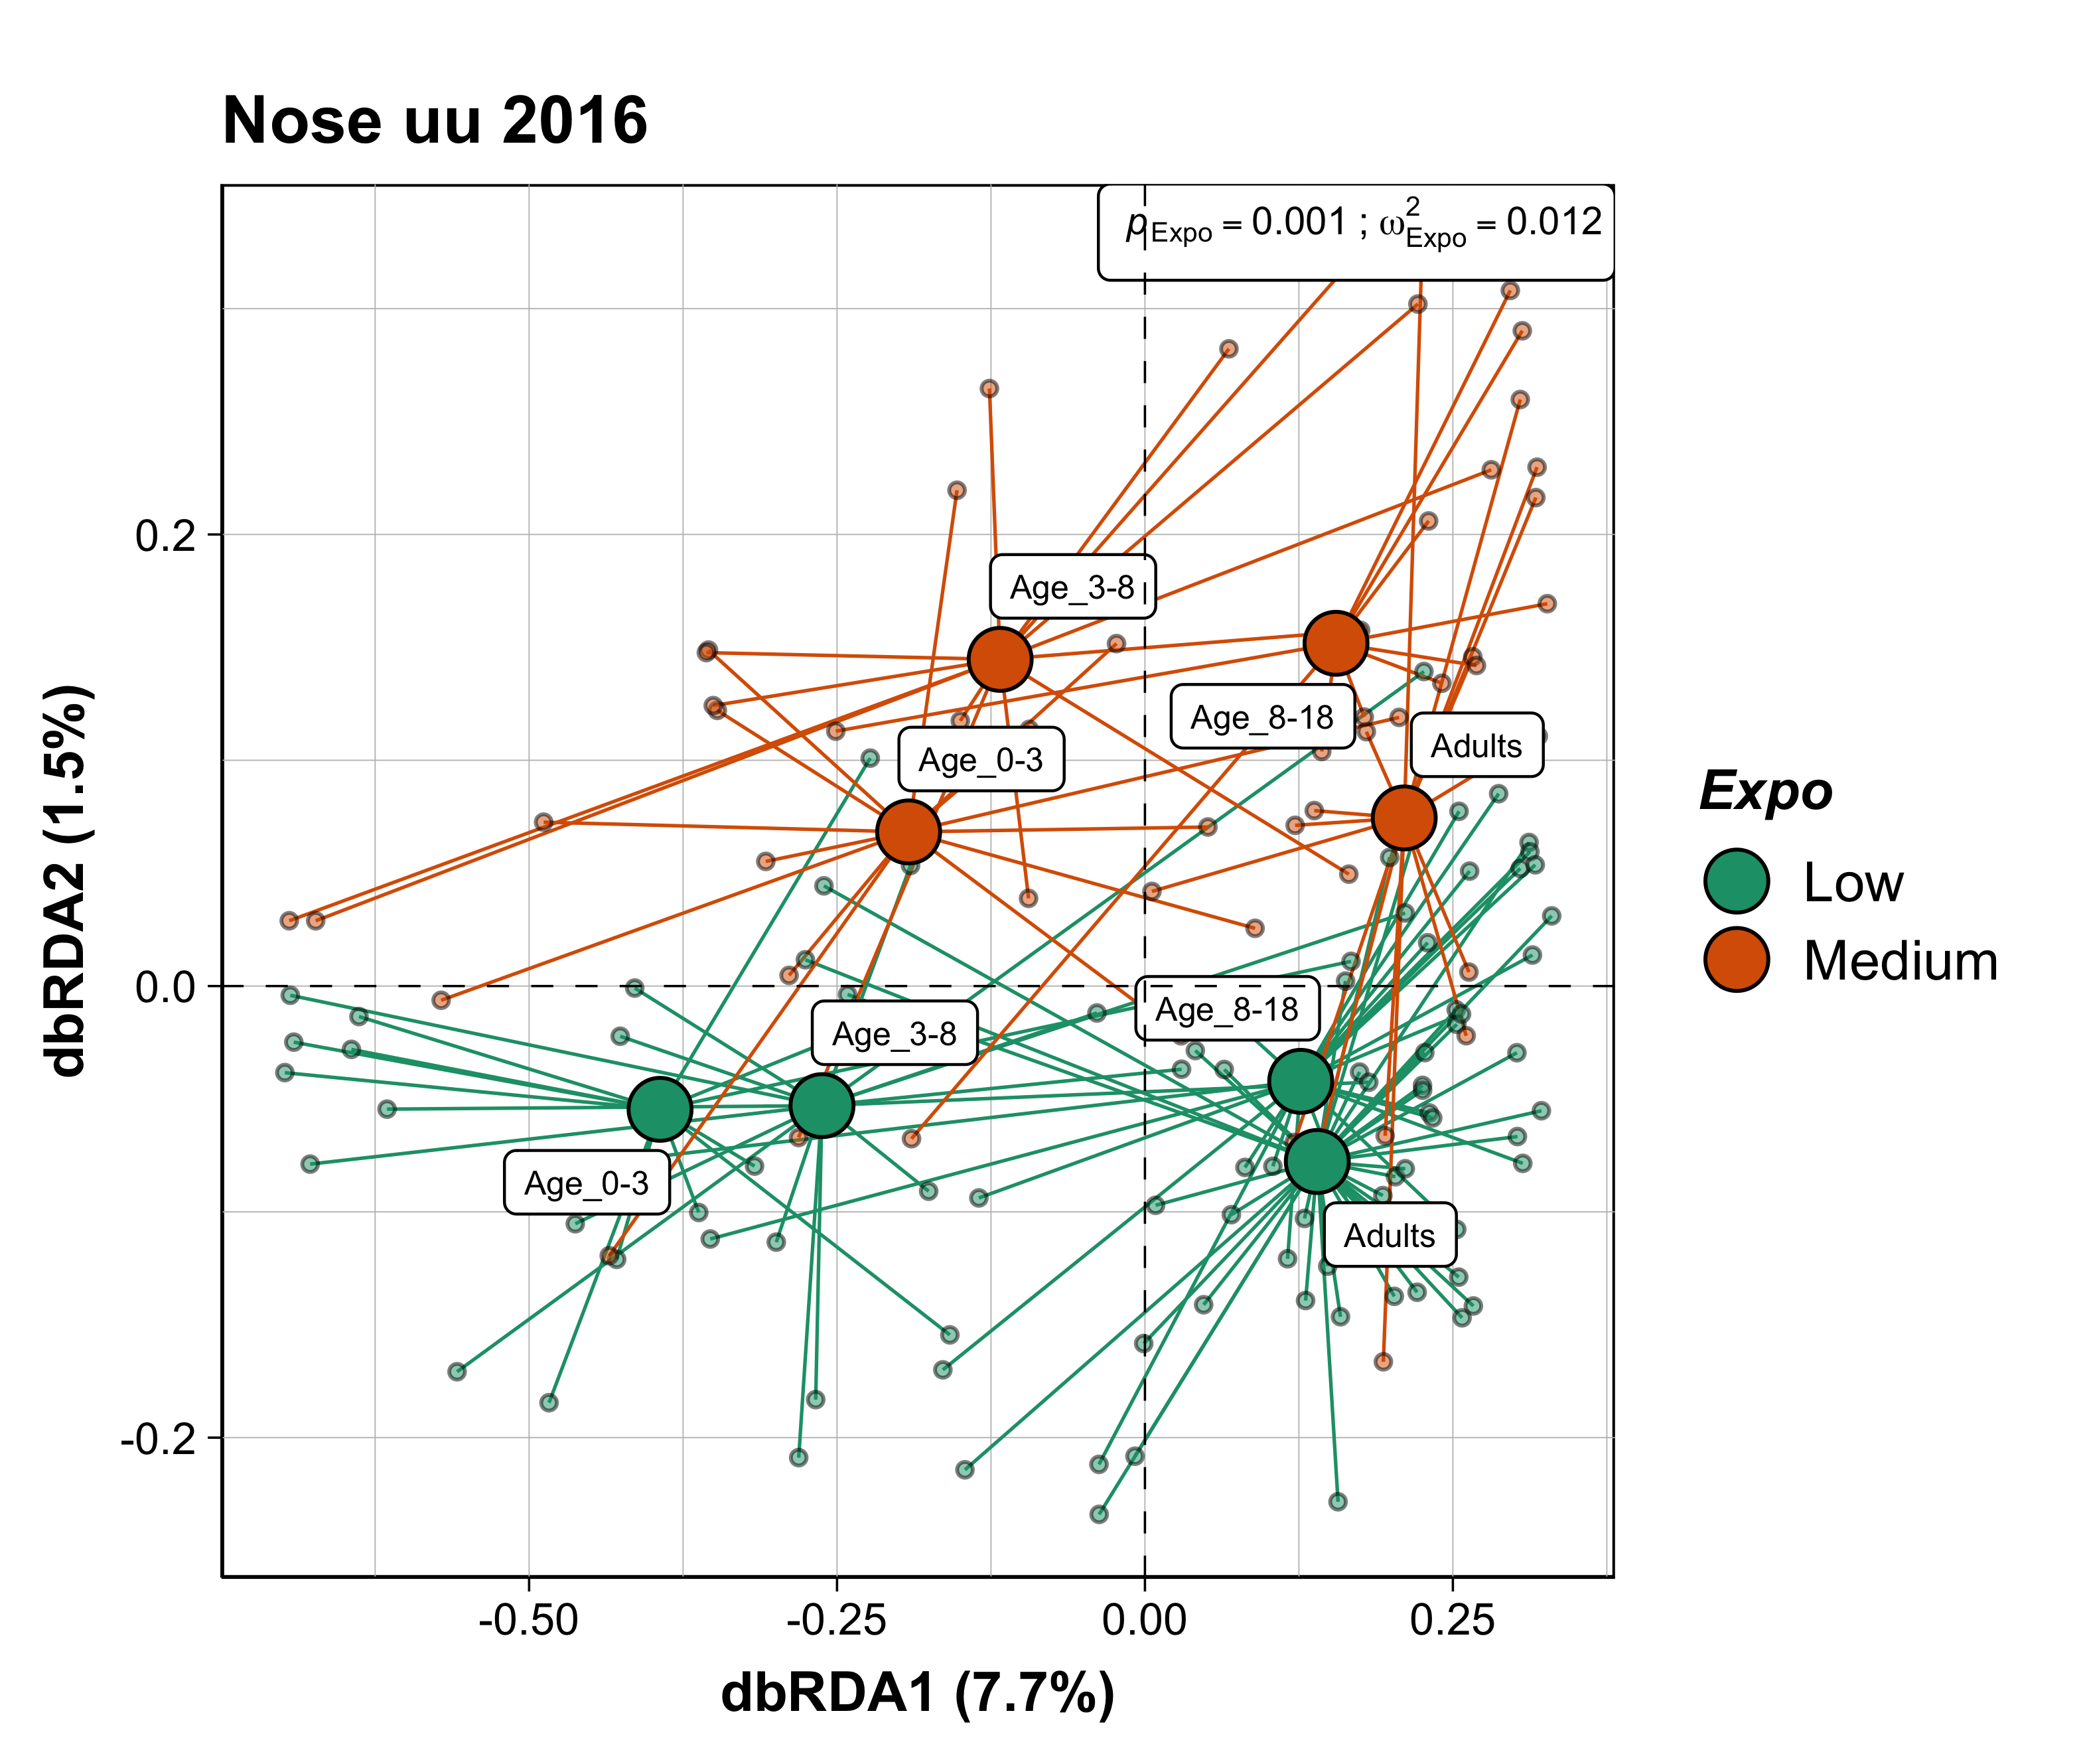 Nose uu 2016
p Expo = 0.001 ; ω²Expo = 0.012
Age_3-8
Age_8-18
Adults
Age_0-3
Age_8-18
Age_3-8
Age_0-3
Adults
0.2
0.0
-0.2
-0.50 -0.25 0.00 0.25
dbRDA1 (7.7%)
dbRDA2 (1.5%)
Expo
Low
Medium